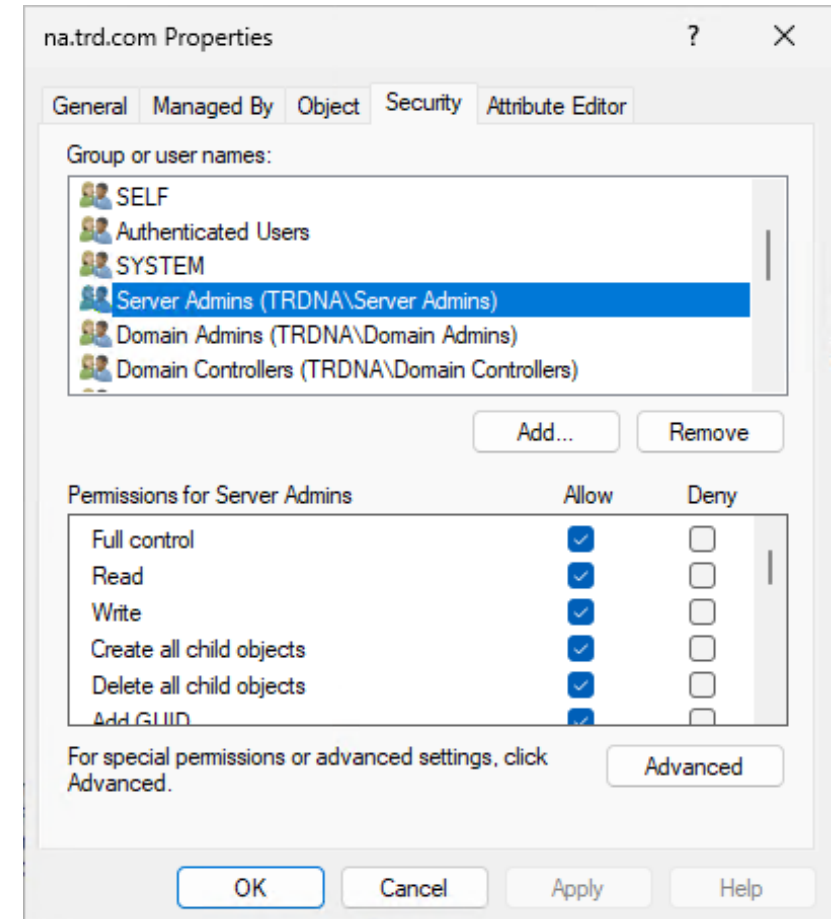 na.trd.com Properties
?
General Managed By Object Security Attribute Editor
Group or user names:
SELF
Authenticated Users
SYSTEM
Server Admins (TRDNA\Server Admins)
Domain Admins (TRDNA\Domain Admins)
Domain Controllers (TRDNA\Domain Controllers)
Add... Remove
Permissions for Server Admins Allow Deny
Full control
Read
Write
Create all child objects
Delete all child objects
Add GUID
For special permissions or advanced settings, click
Advanced.
Advanced
OK Cancel Apply Help